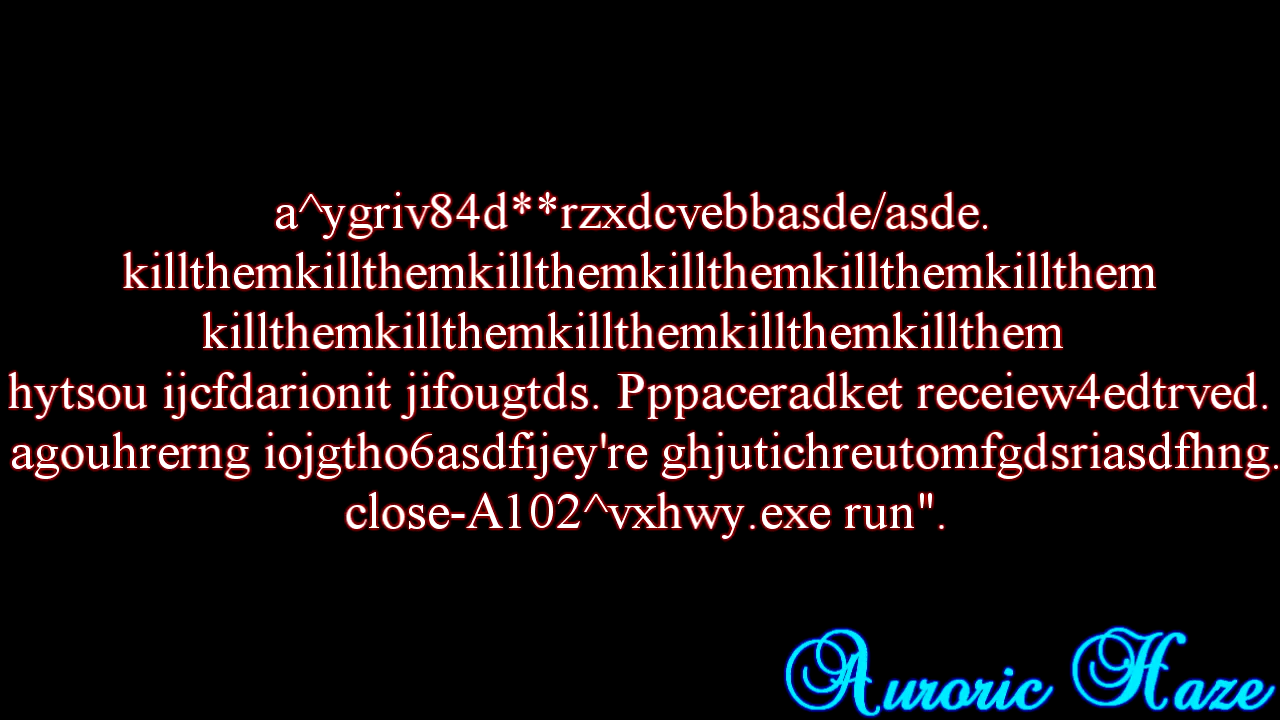 a^ygriv84d**rzxdcvebbasde/asde.
killthemkillthemkillthemkillthemkillthemkillthem
killthemkillthemkillthemkillthemkillthem
hytsou ijcfdarionit jifougtds. Pppaceradket receiew4edtrved.
agouhrerng iojgtho6asdfijey're ghjutichreutomfgdsriasdfhng.
close-A102^vxhwy.exe run".
Auroric Haze